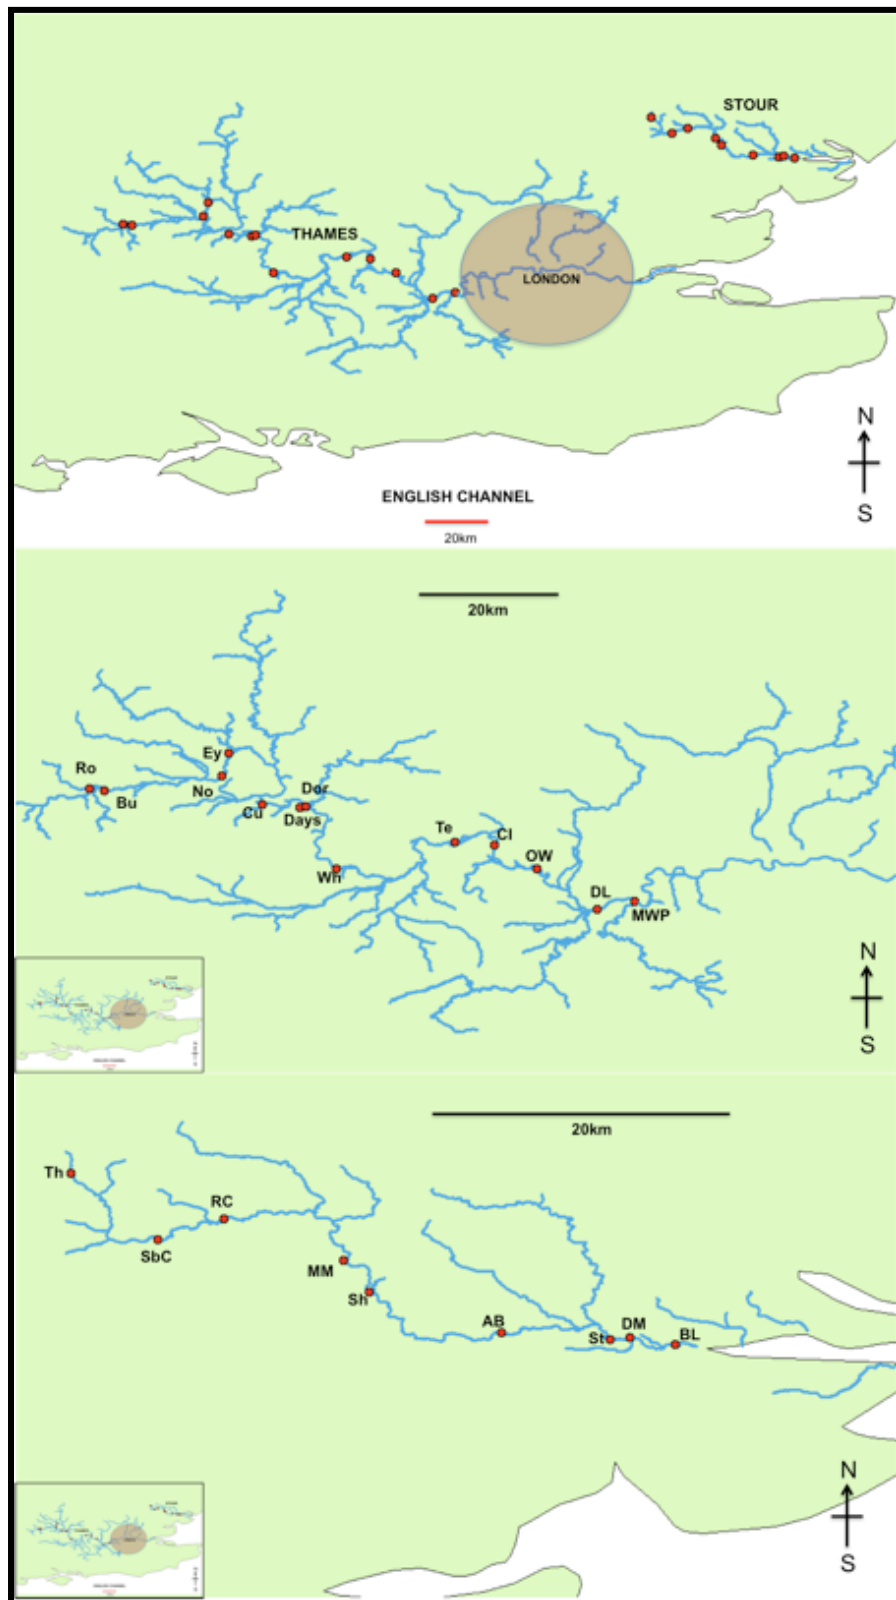 STOUR
THAMES
LONDON
N
S
ENGLISH CHANNEL
20km
20km
Ey
Ro
Bu
No
Dor
Cu
Days
Te
Cl
OW
Wh
DL
MWP
N
S
20km
Th
RC
SbC
MM
Sh
AB
St
DM
BL
N
S